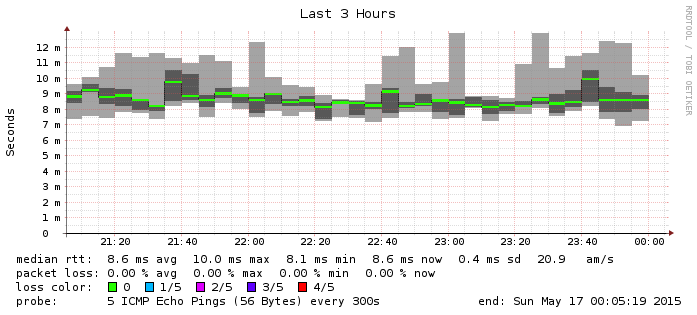 Last 3 Hours
RRDTOOL / TOBI OETIKER
Seconds
12 m
11 m
10 m
9 m
8 m
7 m
6 m
5 m
4 m
3 m
2 m
1 m
0
21:20 21:40 22:00 22:20 22:40 23:00 23:20 23:40 00:00
median rtt: 8.6 ms avg 10.0 ms max 8.1 ms min 8.6 ms now 0.4 ms sd 20.9 am/s
packet loss: 0.00 % avg 0.00 % max 0.00 % min 0.00 % now
loss color: 0 1/5 2/5 3/5 4/5
probe: 5 ICMP Echo Pings (56 Bytes) every 300s end: Sun May 17 00:05:19 2015